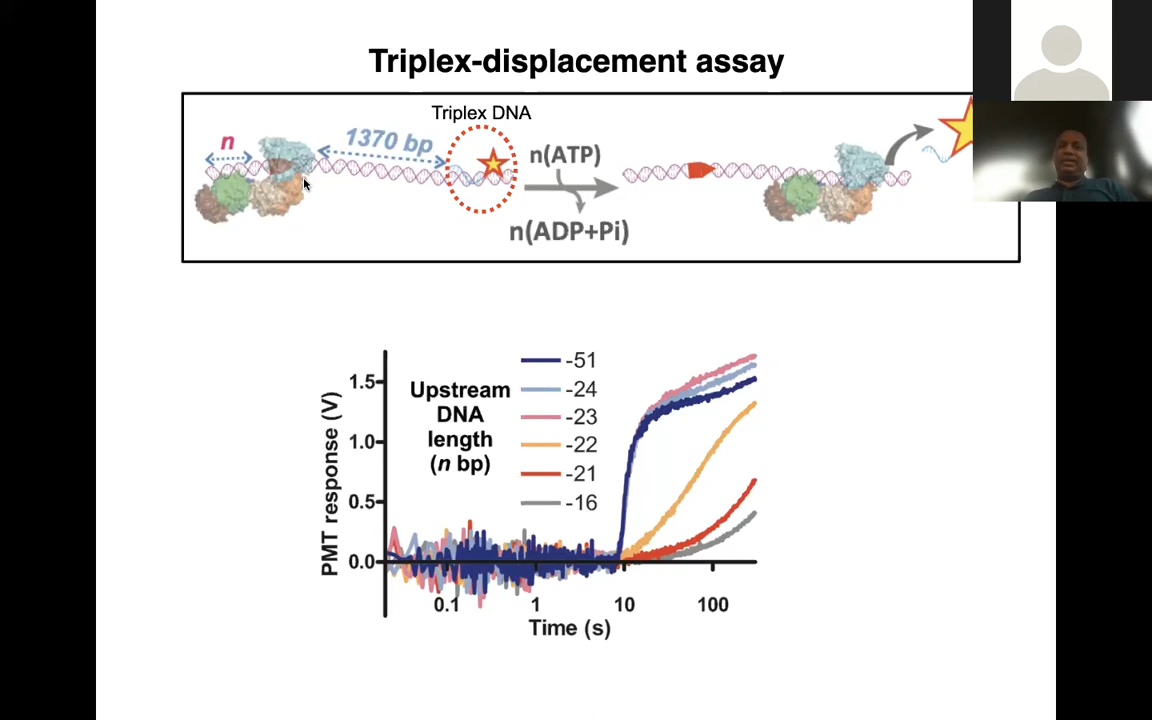 Triplex-displacement assay
Triplex DNA
n
1370 bp
n(ATP)
n(ADP+Pi)
Upstream
DNA
length
(n bp)
-51
-24
-23
-22
-21
-16
PMT response (V)
1.5
1.0
0.5
0.0
0.1 1 10 100
Time (s)